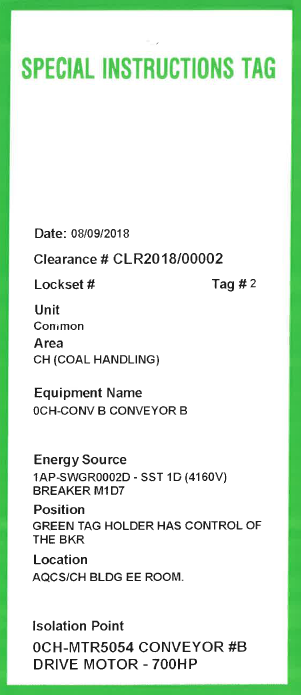 SPECIAL INSTRUCTIONS TAG
Date: 08/09/2018
Clearance # CLR2018/00002
Lockset # Tag # 2
Unit
Common
Area
CH (COAL HANDLING)
Equipment Name
0CH-CONV B CONVEYOR B
Energy Source
1AP-SWGR0002D - SST 1D (4160V)
BREAKER M1D7
Position
GREEN TAG HOLDER HAS CONTROL OF
THE BKR
Location
AQCS/CH BLDG EE ROOM.
Isolation Point
0CH-MTR5054 CONVEYOR #B
DRIVE MOTOR - 700HP